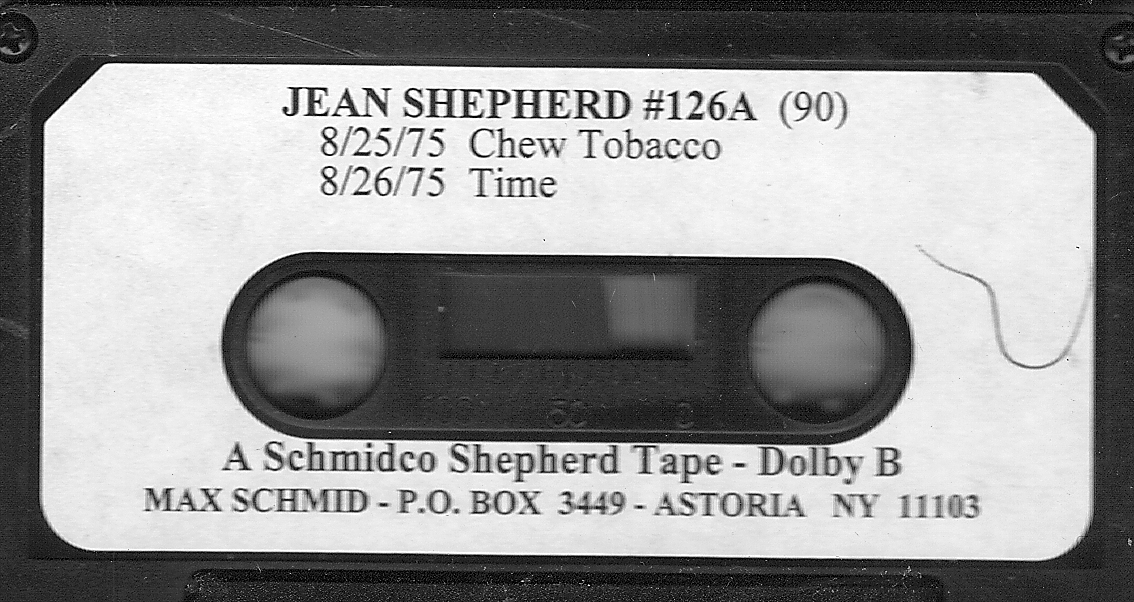 JEAN SHEPHERD #126A (90)
8/25/75 Chew Tobacco
8/26/75 Time
A Schmidco Shepherd Tape - Dolby B
MAX SCHMID - P.O. BOX 3449 - ASTORIA NY 11103